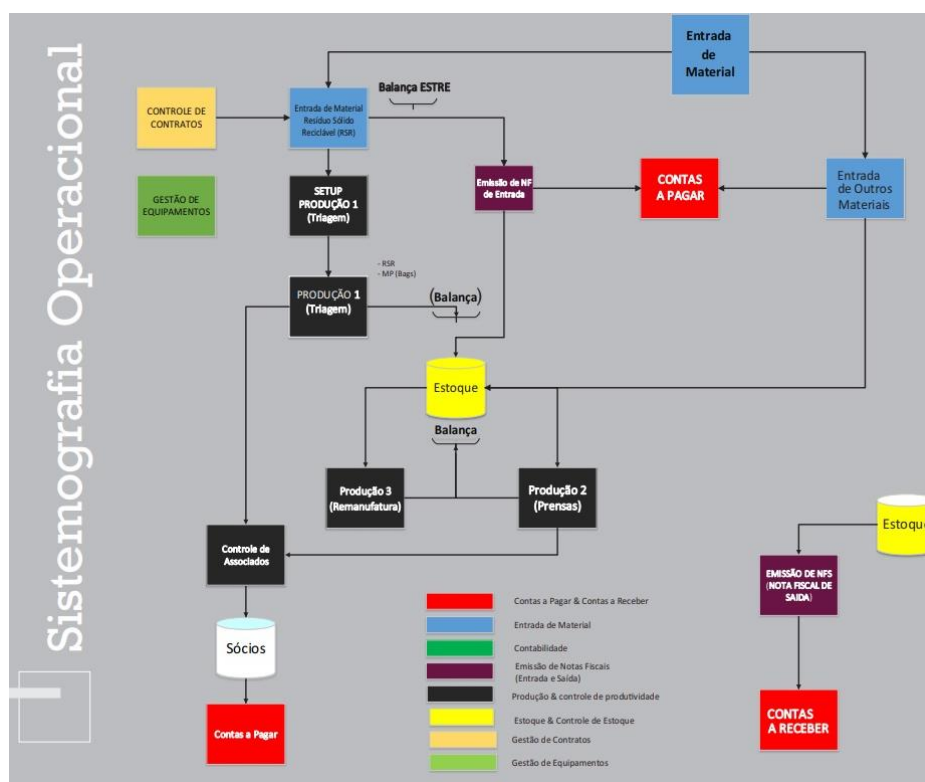 Sistemografia Operacional
Entrada
de
Material
Balança ESTRE
CONTROLE DE
CONTRATOS
Entrada de Material
Resíduo Sólido
Reciclável (RSR)
GESTÃO DE
EQUIPAMENTOS
SETUP
PRODUÇÃO 1
(Triagem)
Emissão de NF
de Entrada
CONTAS
A PAGAR
Entrada
de Outros
Materiais
- RSR
- MP (Bags)
PRODUÇÃO 1
(Triagem)
(Balança)
Estoque
Balança
Produção 3
(Remanufatura)
Produção 2
(Prensas)
Controle de
Associados
Sócios
Contas a Pagar
Estoque
EMISSÃO DE NFS
(NOTA FISCAL DE
SAIDA)
CONTAS
A RECEBER
Contas a Pagar & Contas a Receber
Entrada de Material
Contabilidade
Emissão de Notas Fiscais
(Entrada e Saída)
Produção & controle de produtividade
Estoque & Controle de Estoque
Gestão de Contratos
Gestão de Equipamentos